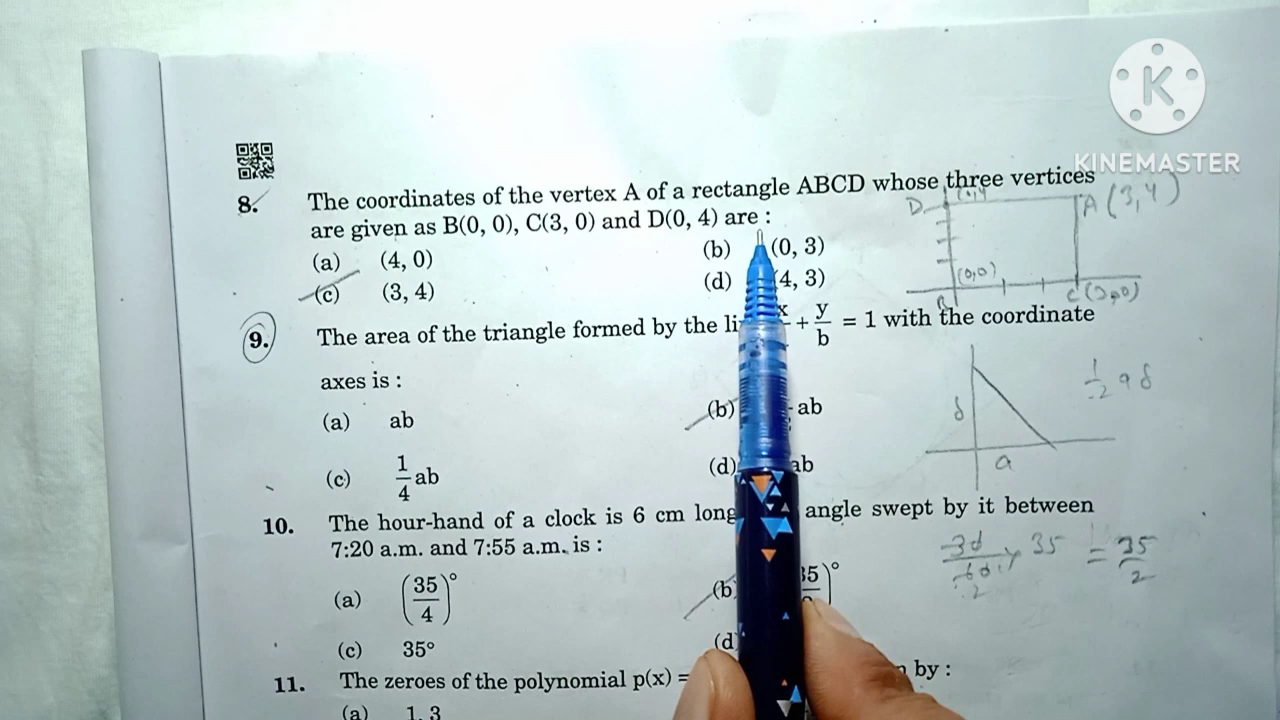 K
KINEMASTER
8. The coordinates of the vertex A of a rectangle ABCD whose three vertices
are given as B(0, 0), C(3, 0) and D(0, 4) are :
(a) (4, 0) (b) (0, 3)
(c) (3, 4) (d) 4, 3)
D A (3, 4)
(0,0)
B
9. The area of the triangle formed by the x/ + y/b = 1 with the coordinate
axes is :
(a) ab (b) ab
(c) 1/4 ab (d) ab
b a 1/2 ab
10. The hour-hand of a clock is 6 cm long angle swept by it between
7:20 a.m. and 7:55 a.m. is :
(a) (35/4)° (b)
(c) 35° (d
35 = 35/2
11. The zeroes of the polynomial p(x) = by :
(a) 1, 3